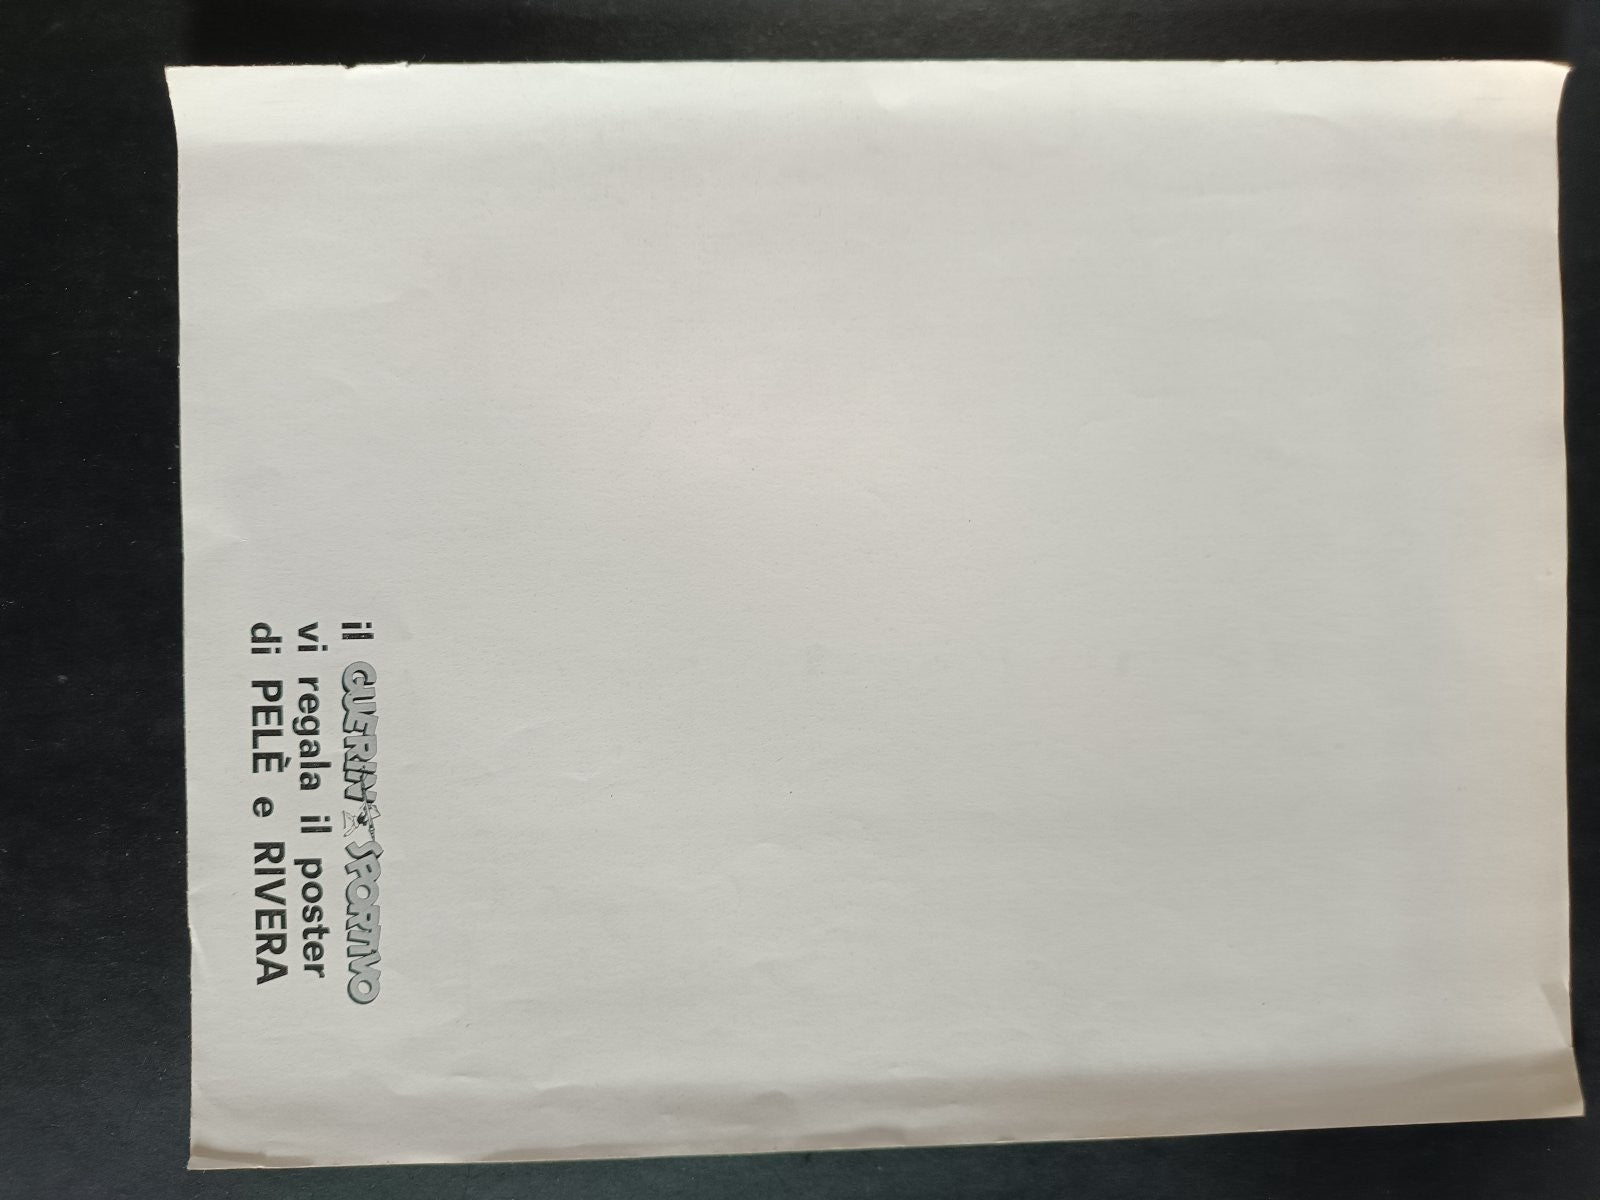 il GUERIN SPORTIVO
vi regala il poster
di PELÈ e RIVERA